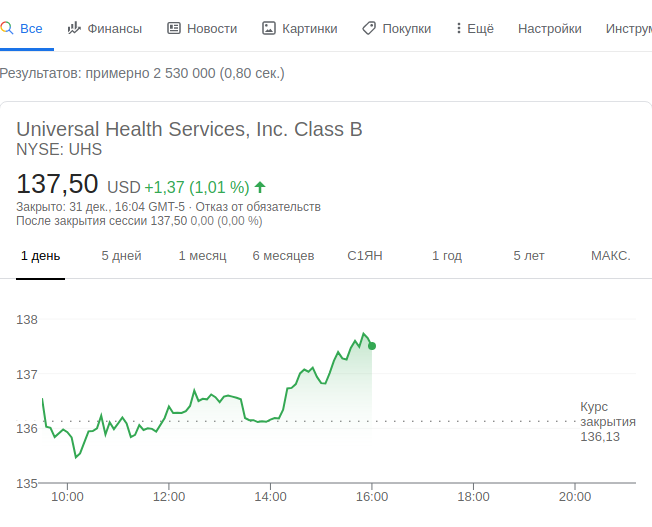 Все Финансы Новости Картинки Покупки Ещё Настройки Инструм
Результатов: примерно 2 530 000 (0,80 сек.)
Universal Health Services, Inc. Class B
NYSE: UHS
137,50 USD +1,37 (1,01 %)
Закрыто: 31 дек., 16:04 GMT-5 · Отказ от обязательств
После закрытия сессии 137,50 0,00 (0,00 %)
1 день 5 дней 1 месяц 6 месяцев С1ЯН 1 год 5 лет МАКС.
138
137
136
135
Курс
закрытия
136,13
10:00 12:00 14:00 16:00 18:00 20:00